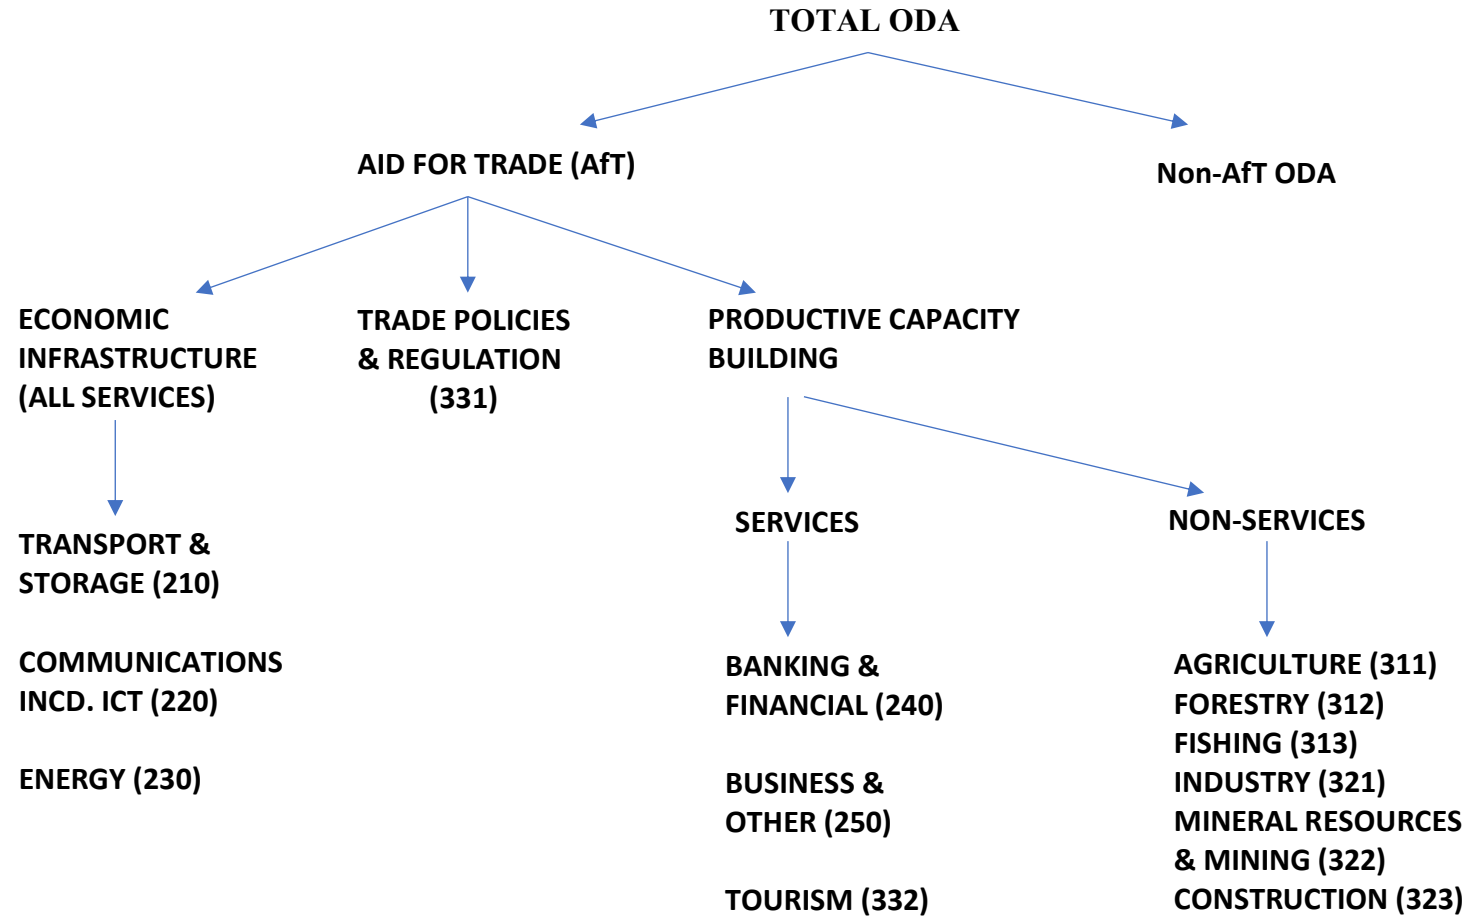 TOTAL ODA
AID FOR TRADE (AfT)
Non-AfT ODA
ECONOMIC
INFRASTRUCTURE
(ALL SERVICES)
TRADE POLICIES
& REGULATION
(331)
PRODUCTIVE CAPACITY
BUILDING
TRANSPORT &
STORAGE (210)
COMMUNICATIONS
INCD. ICT (220)
ENERGY (230)
SERVICES
BANKING &
FINANCIAL (240)
BUSINESS &
OTHER (250)
TOURISM (332)
NON-SERVICES
AGRICULTURE (311)
FORESTRY (312)
FISHING (313)
INDUSTRY (321)
MINERAL RESOURCES
& MINING (322)
CONSTRUCTION (323)